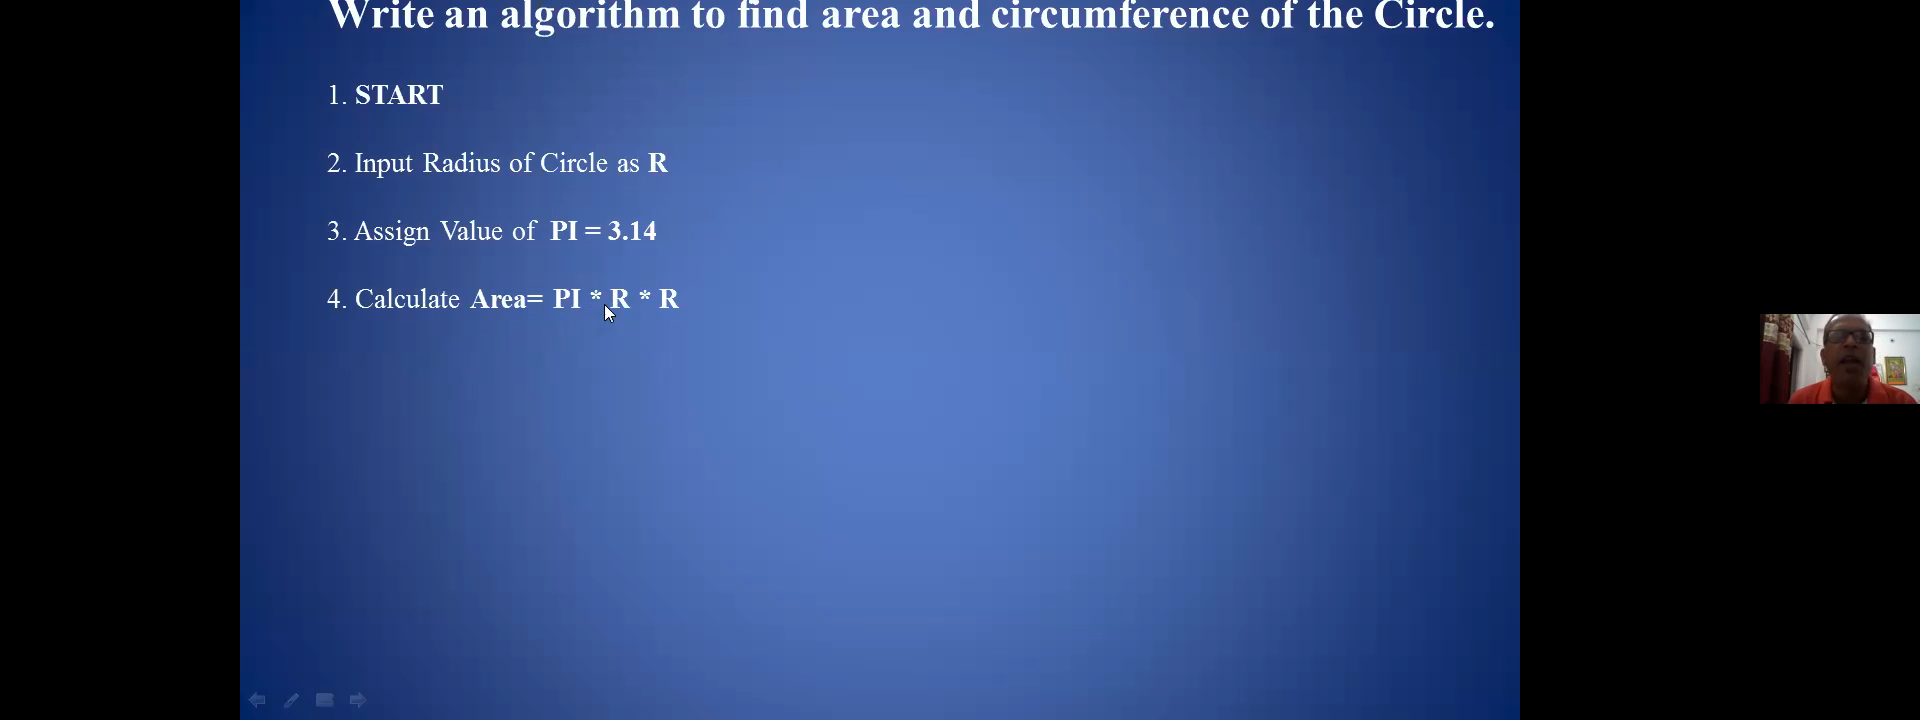 Write an algorithm to find area and circumference of the Circle.
1. START
2. Input Radius of Circle as R
3. Assign Value of PI = 3.14
4. Calculate Area= PI * R * R